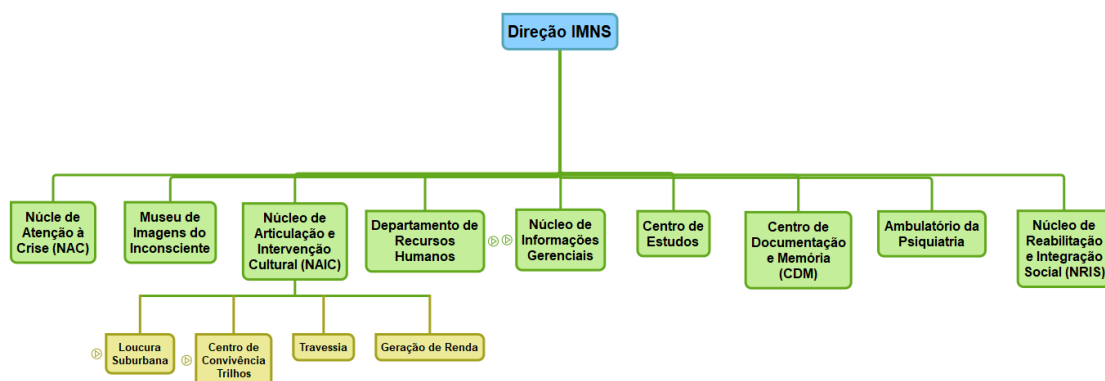 Direção IMNS
Núcle de
Atenção à
Crise (NAC)
Museu de
Imagens do
Inconsciente
Núcleo de
Articulação e
Intervenção
Cultural (NAIC)
Departamento de
Recursos
Humanos
Núcleo de
Informações
Gerenciais
Centro de
Estudos
Centro de
Documentação
e Memória
(CDM)
Ambulatório da
Psiquiatria
Núcleo de
Reabilitação
e Integração
Social (NRIS)
Loucura
Suburbana
Centro de
Convivência
Trilhos
Travessia
Geração de Renda